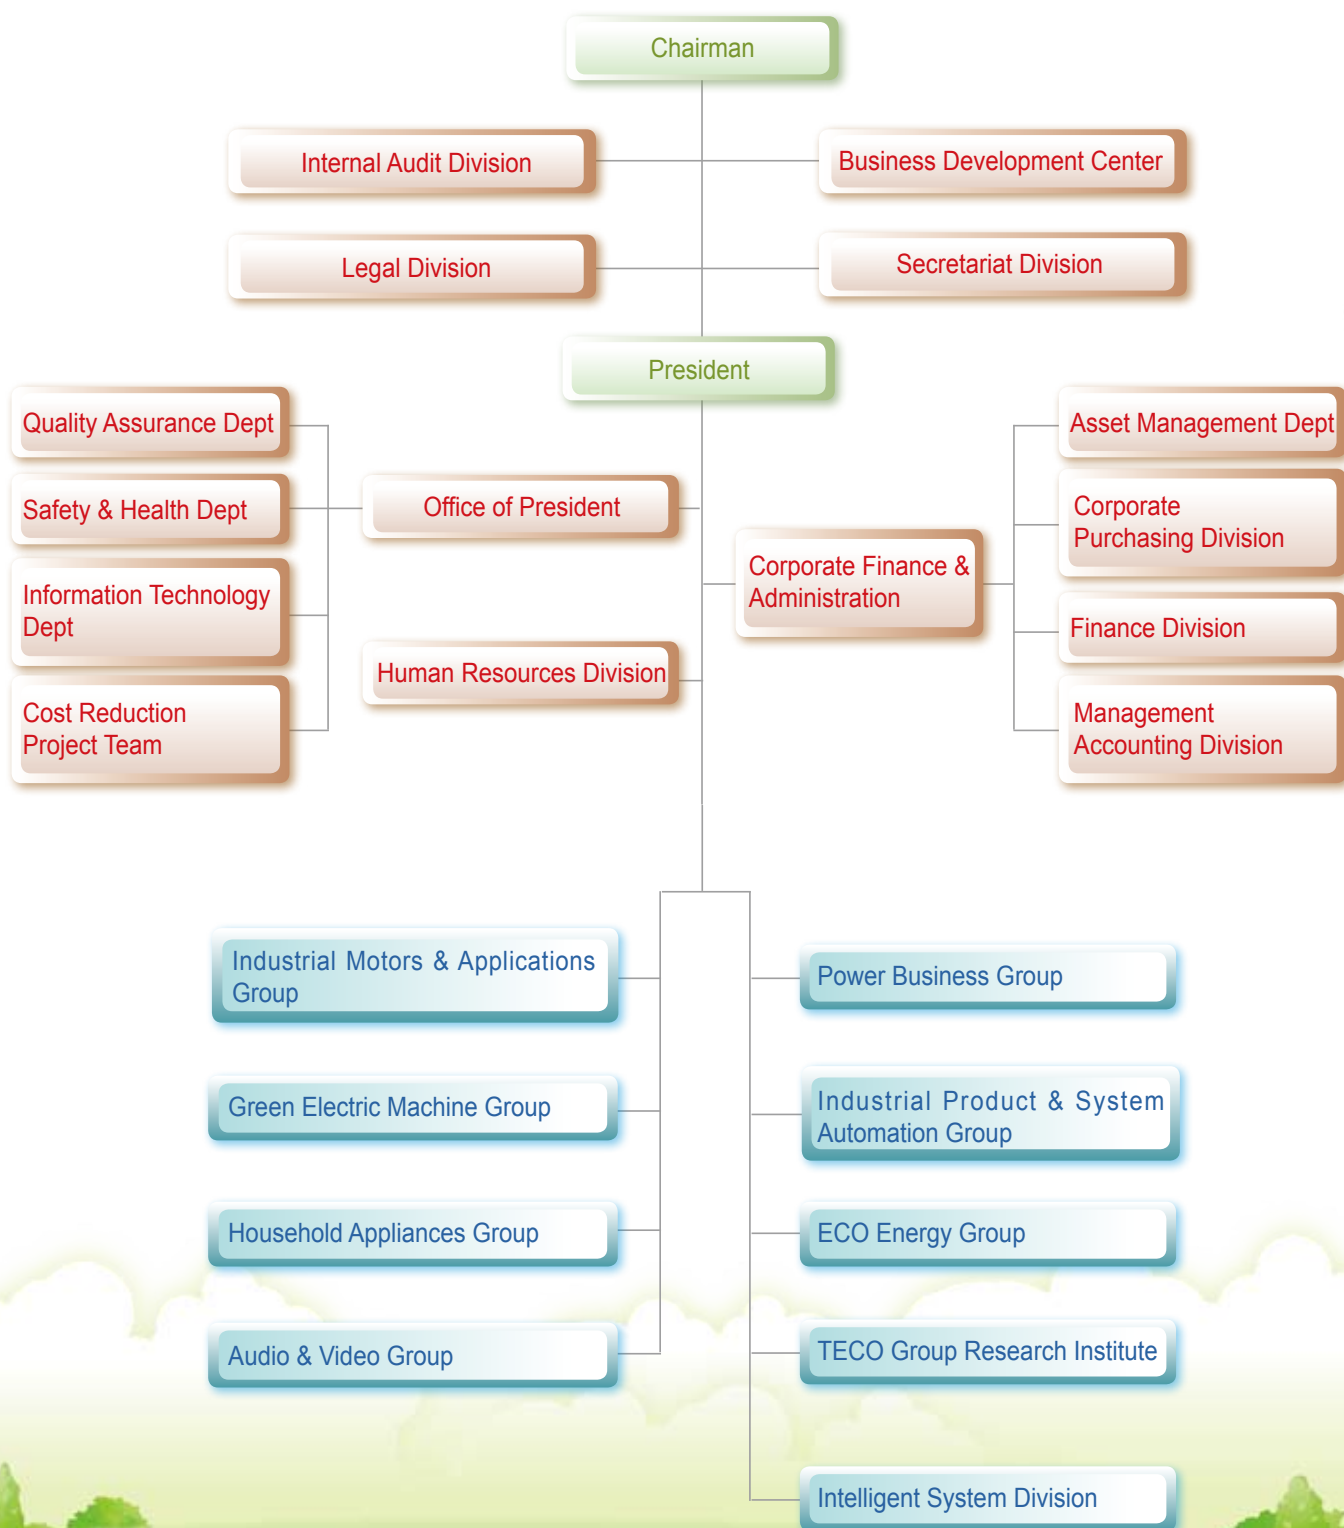 Chairman
Internal Audit Division
Business Development Center
Legal Division
Secretariat Division
President
Quality Assurance Dept
Safety & Health Dept
Information Technology
Dept
Cost Reduction
Project Team
Office of President
Human Resources Division
Corporate Finance &
Administration
Asset Management Dept
Corporate
Purchasing Division
Finance Division
Management
Accounting Division
Industrial Motors & Applications
Group
Green Electric Machine Group
Household Appliances Group
Audio & Video Group
Power Business Group
Industrial Product & System
Automation Group
ECO Energy Group
TECO Group Research Institute
Intelligent System Division